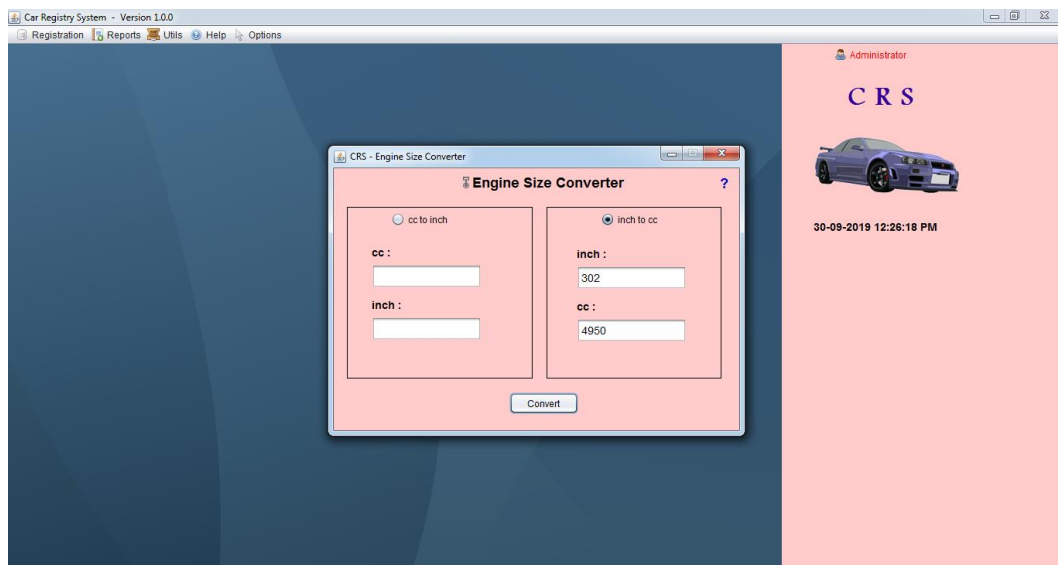 Car Registry System - Version 1.0.0
Registration Reports Utils Help Options
Administrator
C R S
30-09-2019 12:26:18 PM
CRS - Engine Size Converter
Engine Size Converter ?
cc to inch
cc :
inch :
inch to cc
inch :
302
cc :
4950
Convert